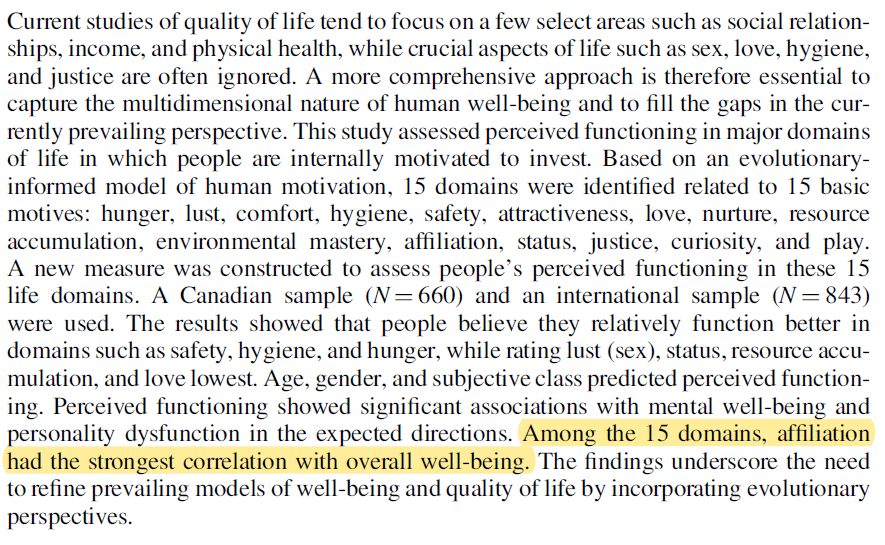 Current studies of quality of life tend to focus on a few select areas such as social relation-
ships, income, and physical health, while crucial aspects of life such as sex, love, hygiene,
and justice are often ignored. A more comprehensive approach is therefore essential to
capture the multidimensional nature of human well-being and to fill the gaps in the cur-
rently prevailing perspective. This study assessed perceived functioning in major domains
of life in which people are internally motivated to invest. Based on an evolutionary-
informed model of human motivation, 15 domains were identified related to 15 basic
motives: hunger, lust, comfort, hygiene, safety, attractiveness, love, nurture, resource
accumulation, environmental mastery, affiliation, status, justice, curiosity, and play.
A new measure was constructed to assess people’s perceived functioning in these 15
life domains. A Canadian sample (N = 660) and an international sample (N = 843)
were used. The results showed that people believe they relatively function better in
domains such as safety, hygiene, and hunger, while rating lust (sex), status, resource accu-
mulation, and love lowest. Age, gender, and subjective class predicted perceived function-
ing. Perceived functioning showed significant associations with mental well-being and
personality dysfunction in the expected directions. Among the 15 domains, affiliation
had the strongest correlation with overall well-being. The findings underscore the need
to refine prevailing models of well-being and quality of life by incorporating evolutionary
perspectives.